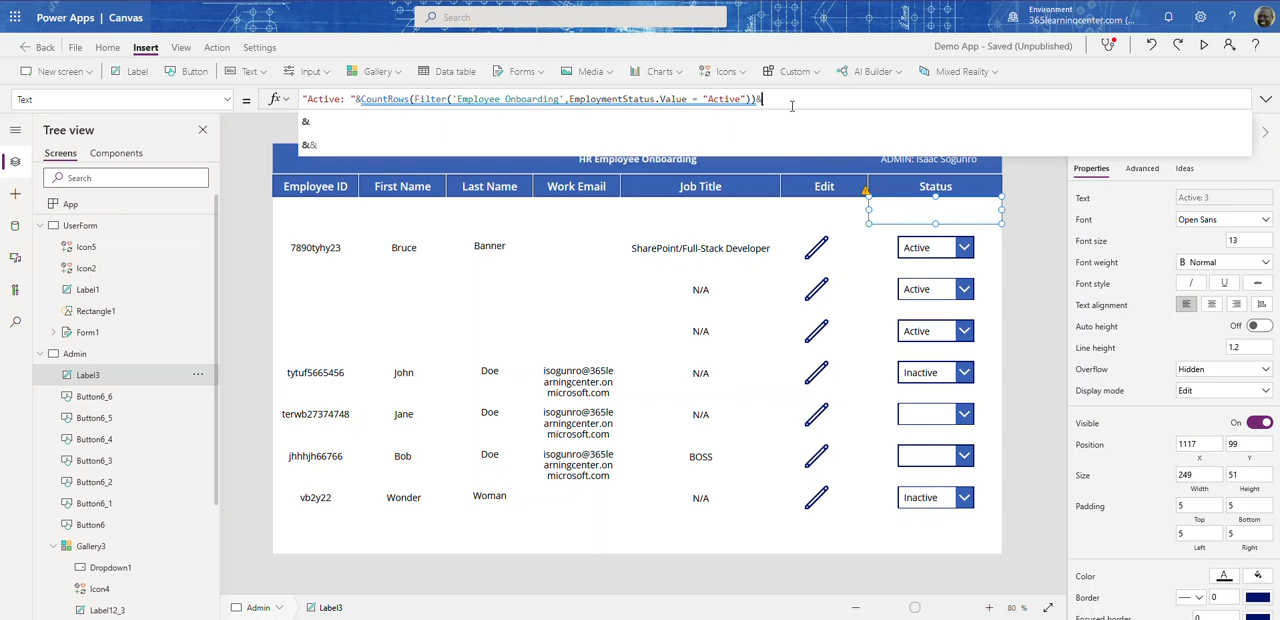 Power Apps | Canvas
Search
Environment
365learningcenter.com (...
Back File Home Insert View Action Settings
Demo App - Saved (Unpublished)
New screen Label Button Text Input Gallery Data table Forms Media Charts Icons Custom AI Builder Mixed Reality
Text = fx "Active: "&CountRows(Filter('Employee Onboarding',EmploymentStatus.Value = "Active"))&
&
&&
Tree view
Screens Components
Search
App
UserForm
Icon5
Icon2
Label1
Rectangle1
Form1
Admin
Label3 ...
Button6_6
Button6_5
Button6_4
Button6_3
Button6_2
Button6_1
Button6
Gallery3
Dropdown1
Icon4
Label12_3
HR Employee Onboarding
ADMIN: Isaac Sogunro
Employee ID First Name Last Name Work Email Job Title Edit Status
7890tyhy23 Bruce Banner SharePoint/Full-Stack Developer Active
N/A Active
N/A Active
tytuf5665456 John Doe isogunro@365le N/A Inactive
arningcenter.on
microsoft.com
terwb27374748 Jane Doe isogunro@365le N/A
arningcenter.on
microsoft.com
jhhhjh66766 Bob Doe isogunro@365le BOSS
arningcenter.on
microsoft.com
vb2y22 Wonder Woman N/A Inactive
Admin Label3
80 %
Properties Advanced Ideas
Text Active: 3
Font Open Sans
Font size 13
Font weight B Normal
Font style / U
Text alignment
Auto height Off
Line height 1.2
Overflow Hidden
Display mode Edit
Visible On
Position 1117 99
X Y
Size 249 51
Width Height
Padding 5 5
Top Bottom
5 5
Left Right
Color A
Border 0
Focused border 0